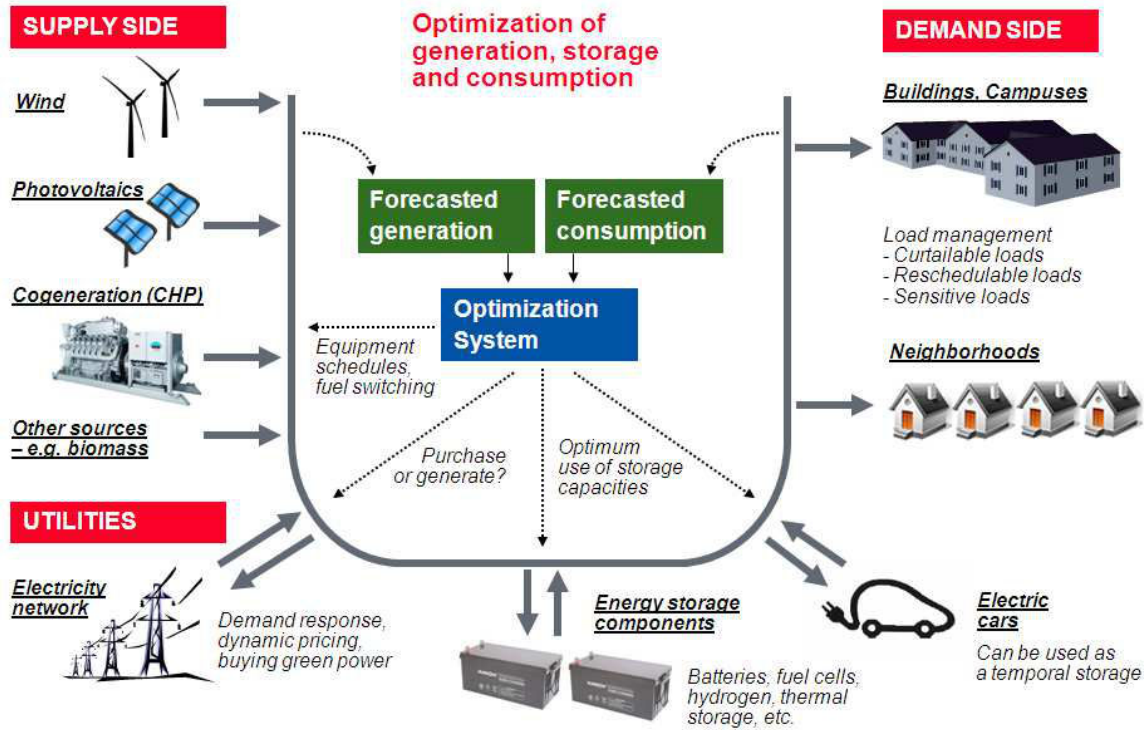 SUPPLY SIDE
Optimization of
generation, storage
and consumption
DEMAND SIDE
Wind
Photovoltaics
Cogeneration (CHP)
Other sources
– e.g. biomass
Forecasted
generation
Forecasted
consumption
Optimization
System
Equipment
schedules,
fuel switching
Purchase
or generate?
Optimum
use of storage
capacities
Buildings, Campuses
Load management
- Curtailable loads
- Reschedulable loads
- Sensitive loads
Neighborhoods
UTILITIES
Electricity
network
Demand response,
dynamic pricing,
buying green power
Energy storage
components
Batteries, fuel cells,
hydrogen, thermal
storage, etc.
Electric
cars
Can be used as
a temporal storage